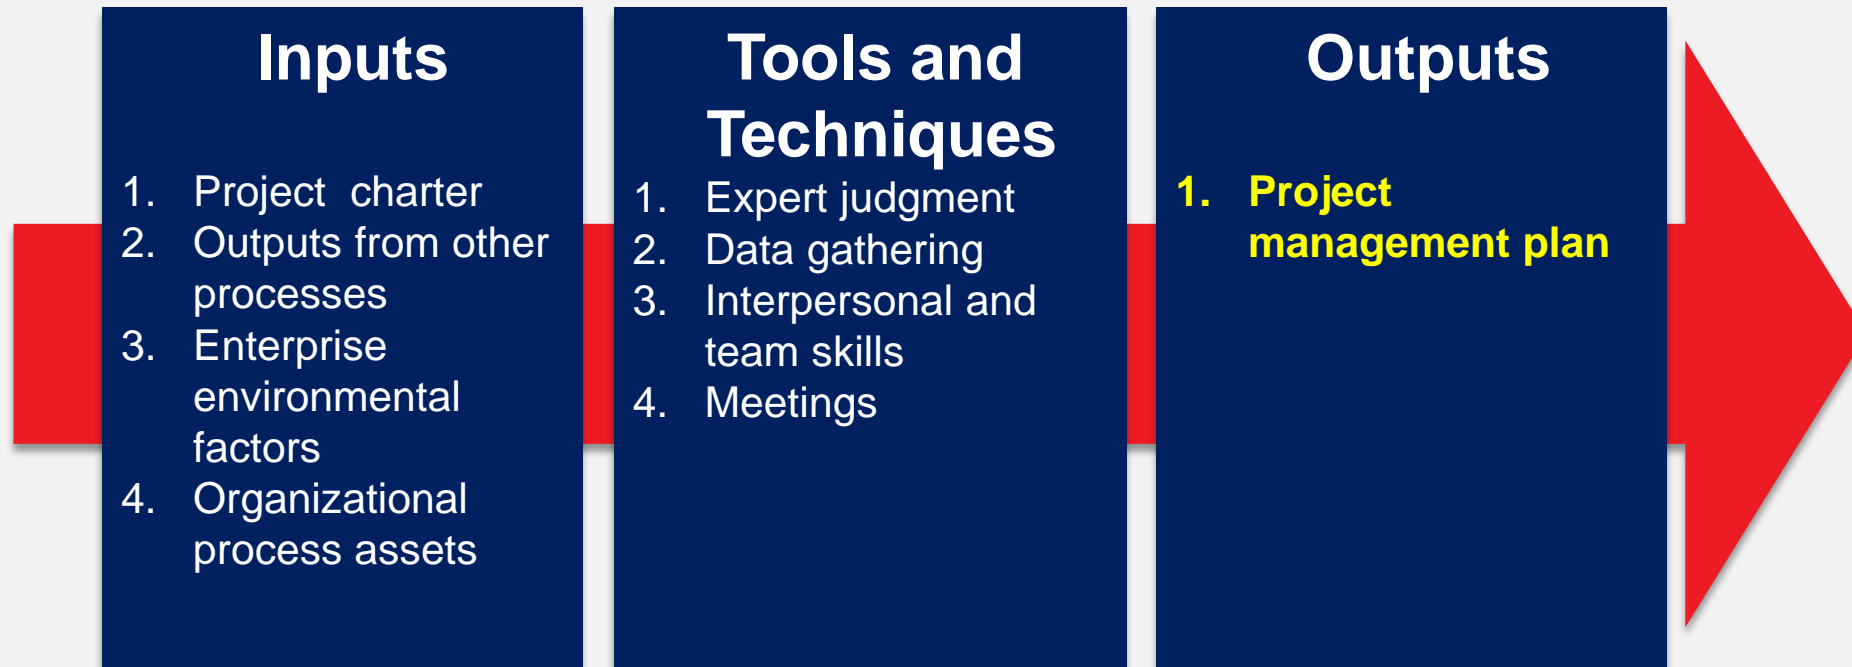 Inputs
1. Project charter
2. Outputs from other
processes
3. Enterprise
environmental
factors
4. Organizational
process assets
Tools and
Techniques
1. Expert judgment
2. Data gathering
3. Interpersonal and
team skills
4. Meetings
Outputs
1. Project
management plan